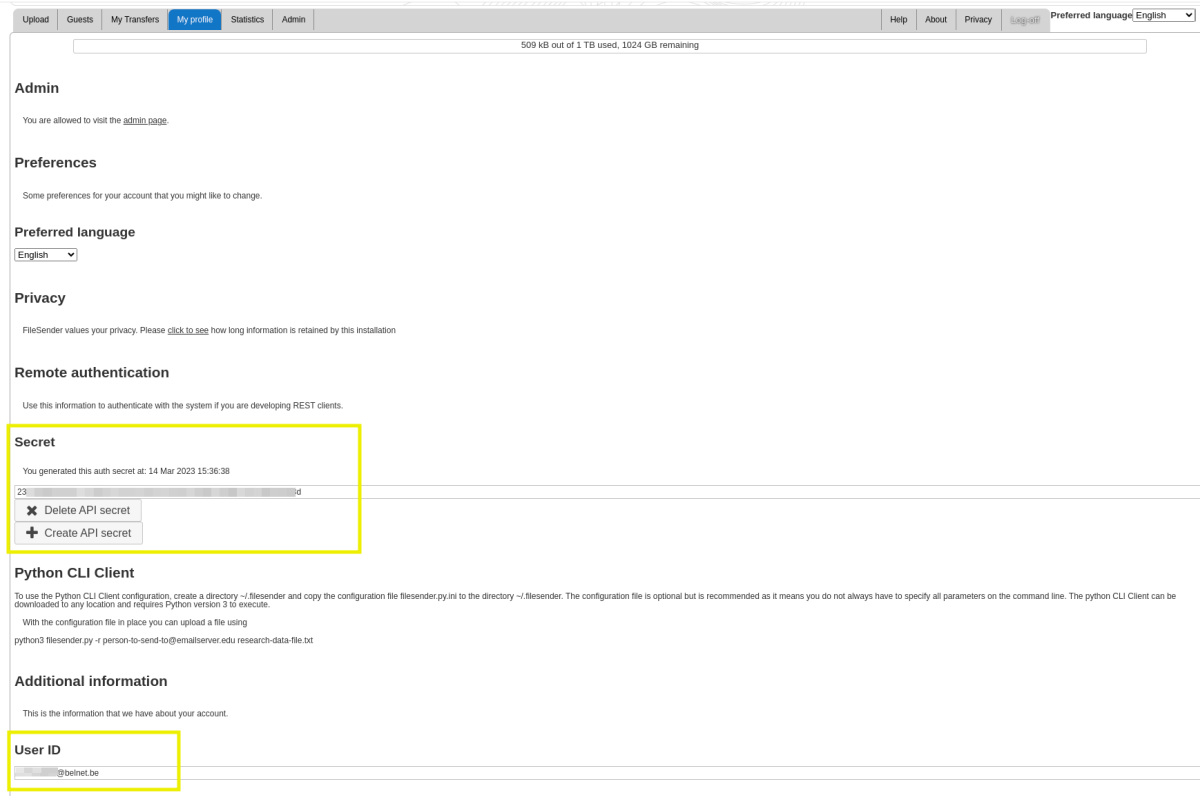 Upload Guests My Transfers My profile Statistics Admin Help About Privacy Log-off Preferred language English
509 kB out of 1 TB used, 1024 GB remaining
Admin
You are allowed to visit the admin page.
Preferences
Some preferences for your account that you might like to change.
Preferred language
English
Privacy
FileSender values your privacy. Please click to see how long information is retained by this installation
Remote authentication
Use this information to authenticate with the system if you are developing REST clients.
Secret
You generated this auth secret at: 14 Mar 2023 15:36:38
23 d
Delete API secret
Create API secret
Python CLI Client
To use the Python CLI Client configuration, create a directory ~/.filesender and copy the configuration file filesender.py.ini to the directory ~/.filesender. The configuration file is optional but is recommended as it means you do not always have to specify all parameters on the command line. The python CLI Client can be
downloaded to any location and requires Python version 3 to execute.
With the configuration file in place you can upload a file using
python3 filesender.py -r person-to-send-to@emailserver.edu research-data-file.txt
Additional information
This is the information that we have about your account.
User ID
@belnet.be